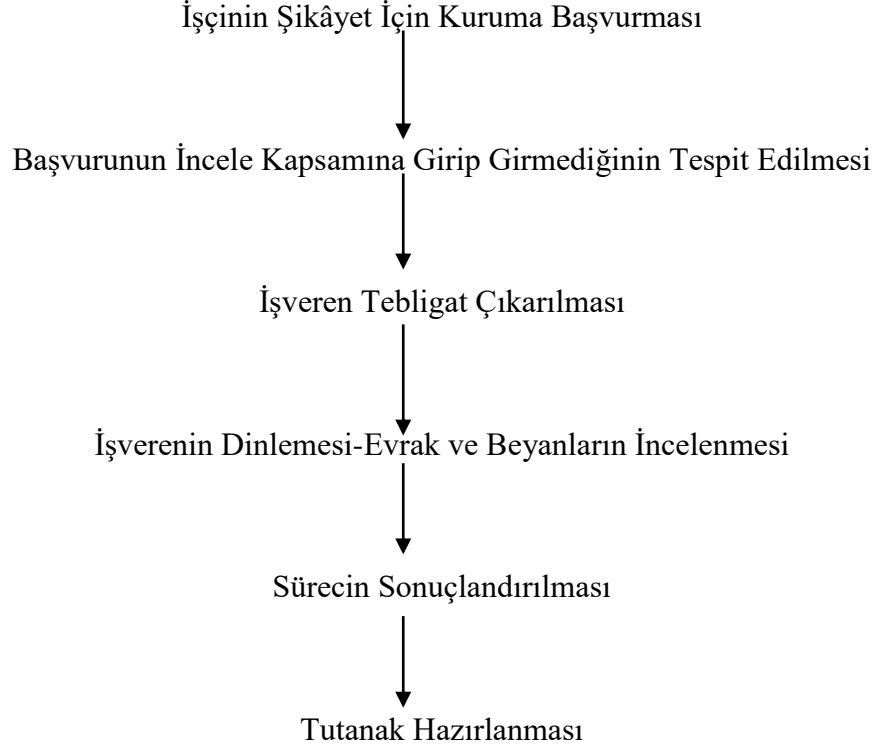 İşçinin Şikâyet İçin Kuruma Başvurması
Başvurunun İncele Kapsamına Girip Girmediğinin Tespit Edilmesi
İşveren Tebligat Çıkarılması
İşverenin Dinlemesi-Evrak ve Beyanların İncelenmesi
Sürecin Sonuçlandırılması
Tutanak Hazırlanması